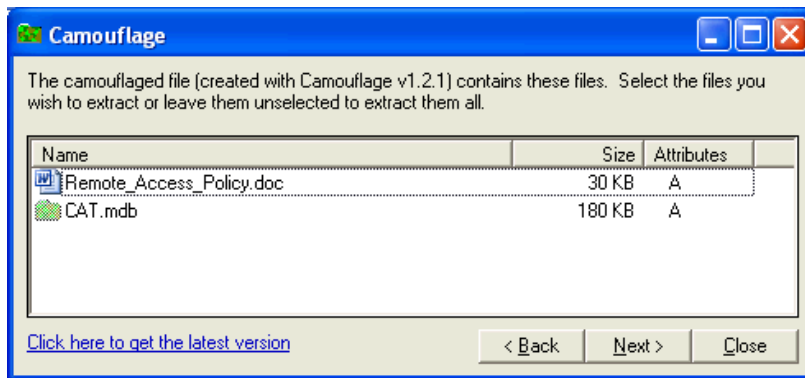 Camouflage
The camouflaged file (created with Camouflage v1.2.1) contains these files.  Select the files you
wish to extract or leave them unselected to extract them all.
Name Size Attributes
Remote_Access_Policy.doc 30 KB A
CAT.mdb 180 KB A
Click here to get the latest version
< Back Next > Close